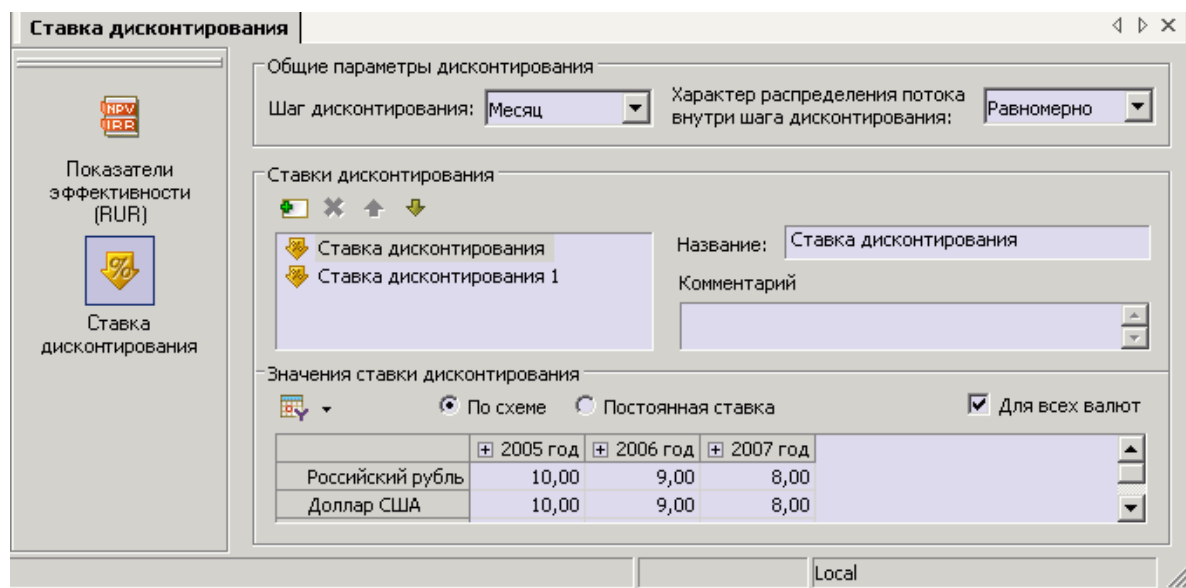 Ставка дисконтирования
NPV
IRR
Показатели
эффективности
(RUR)
%
Ставка
дисконтирования
Общие параметры дисконтирования
Шаг дисконтирования: Месяц
Характер распределения потока
внутри шага дисконтирования: Равномерно
Ставки дисконтирования
Ставка дисконтирования
Ставка дисконтирования 1
Название: Ставка дисконтирования
Комментарий
Значения ставки дисконтирования
По схеме Постоянная ставка Для всех валют
2005 год 2006 год 2007 год
Российский рубль 10,00 9,00 8,00
Доллар США 10,00 9,00 8,00
Local